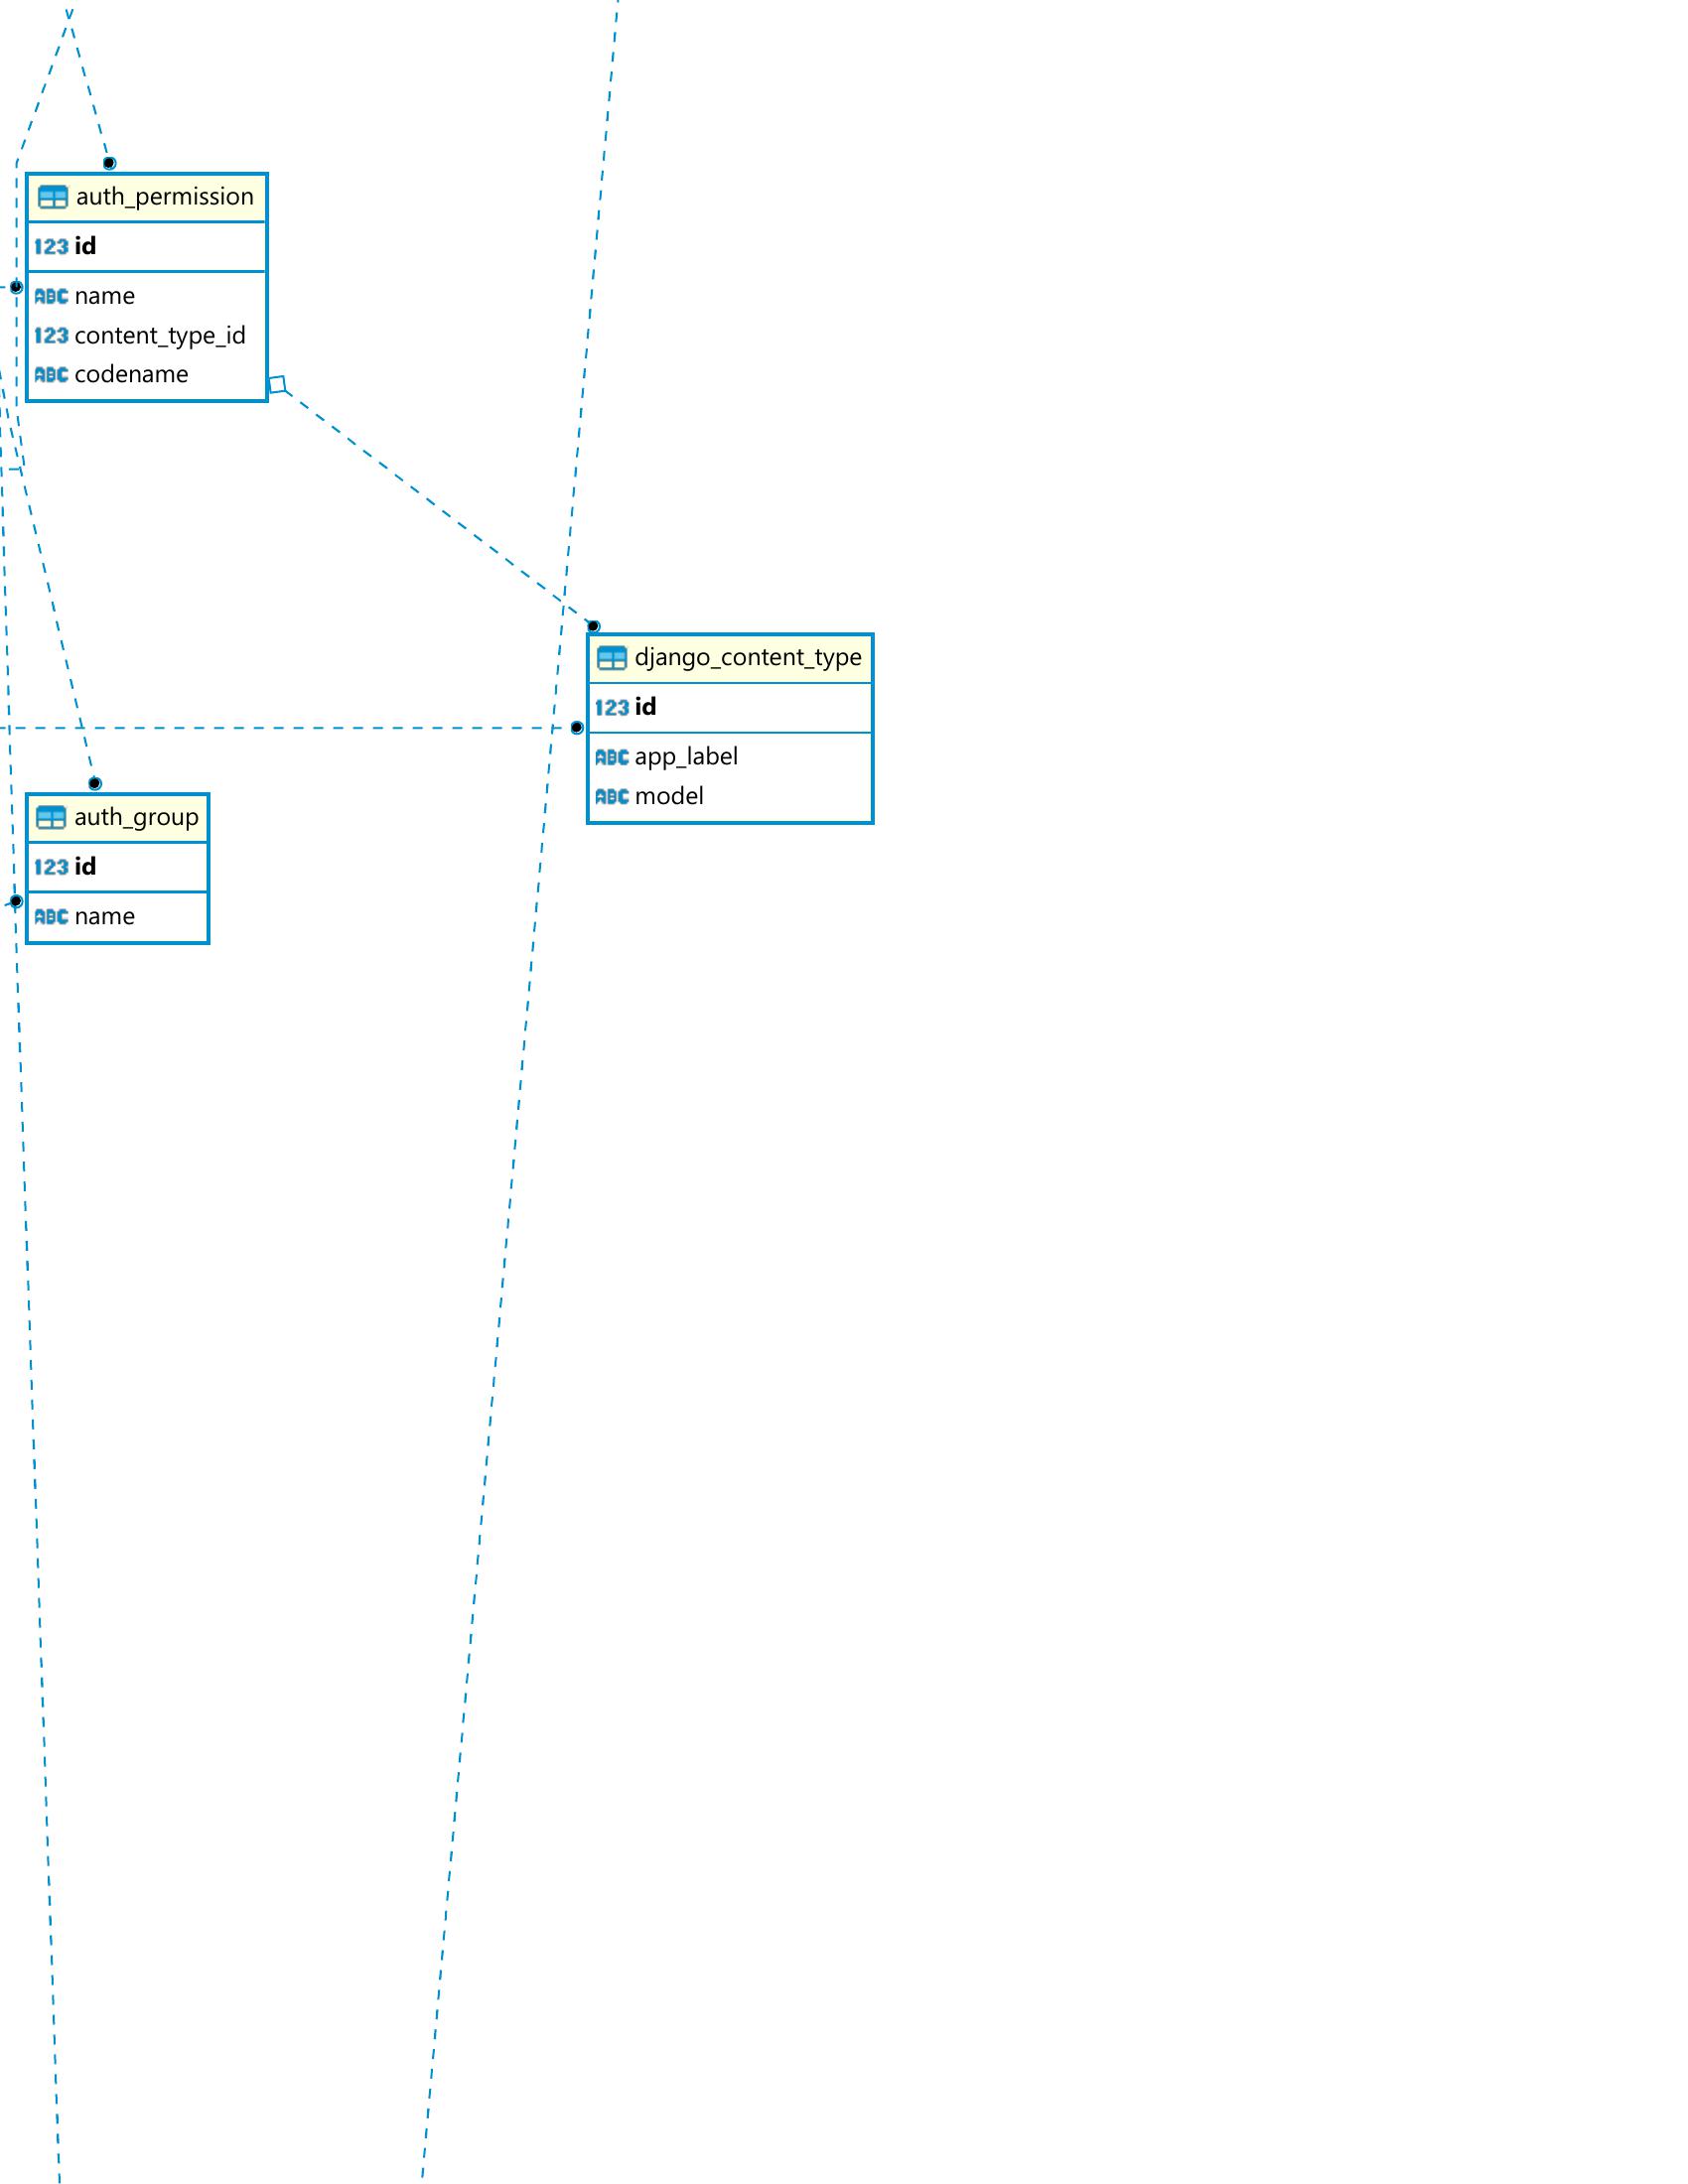 auth_permission
123 id
ABC name
123 content_type_id
ABC codename
django_content_type
123 id
ABC app_label
ABC model
auth_group
123 id
ABC name